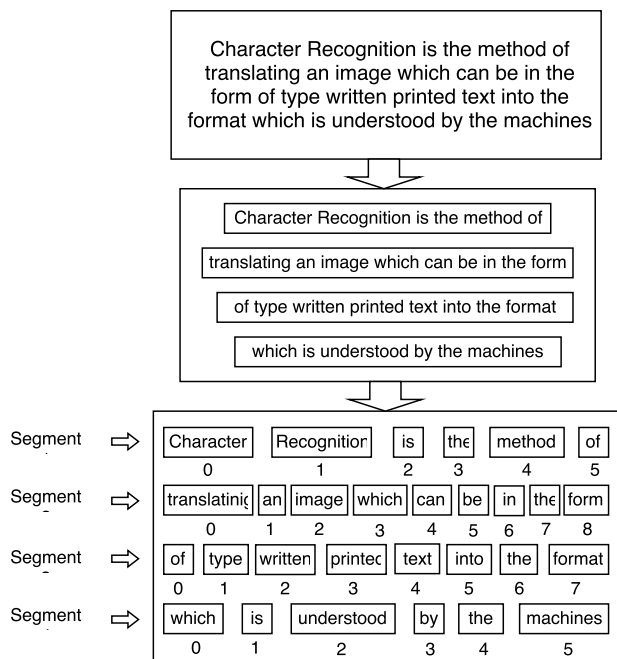 Character Recognition is the method of
translating an image which can be in the
form of type written printed text into the
format which is understood by the machines
Character Recognition is the method of
translating an image which can be in the form
of type written printed text into the format
which is understood by the machines
Segment Character Recognition is the method of
0 1 2 3 4 5
Segment translatinig an image which can be in the form
0 1 2 3 4 5 6 7 8
Segment of type written printed text into the format
0 1 2 3 4 5 6 7
Segment which is understood by the machines
0 1 2 3 4 5